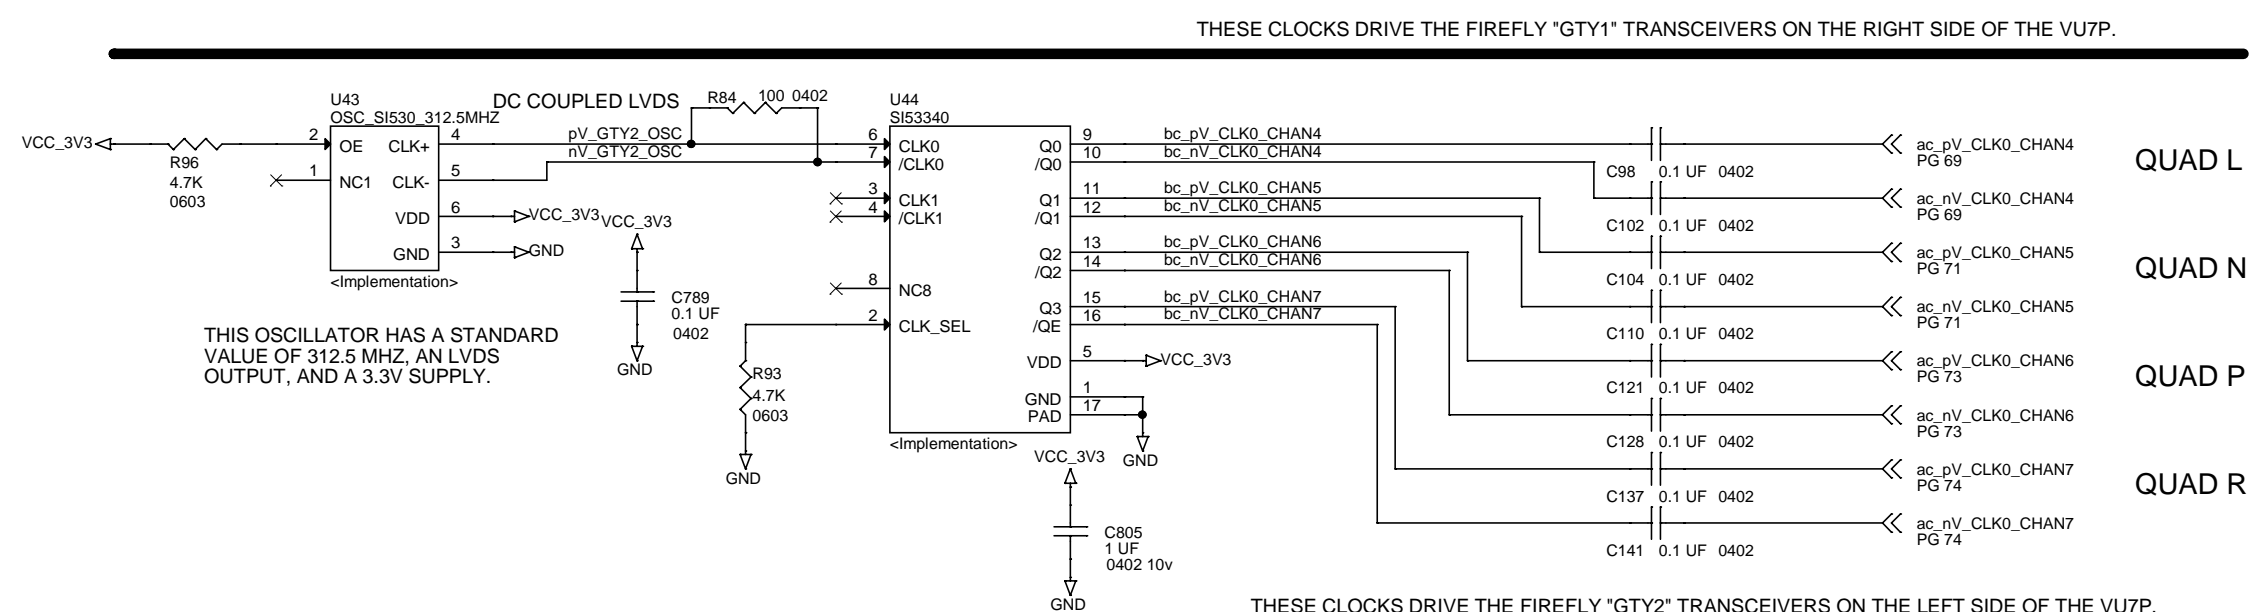 THESE CLOCKS DRIVE THE FIREFLY "GTY1" TRANSCEIVERS ON THE RIGHT SIDE OF THE VU7P.
U43
OSC_SI530_312.5MHZ
DC COUPLED LVDS
R84 100 0402
U44
SI53340
VCC_3V3
R96
4.7K
0603
2 OE
1 NC1
CLK+ 4
CLK- 5
VDD 6
GND 3
VCC_3V3
GND
<Implementation>
pV_GTY2_OSC
nV_GTY2_OSC
VCC_3V3
C789
0.1 UF
0402
GND
THIS OSCILLATOR HAS A STANDARD
VALUE OF 312.5 MHZ, AN LVDS
OUTPUT, AND A 3.3V SUPPLY.
R93
4.7K
0603
GND
6 CLK0
7 /CLK0
3 CLK1
4 /CLK1
8 NC8
2 CLK_SEL
Q0 9 bc_pV_CLK0_CHAN4
/Q0 10 bc_nV_CLK0_CHAN4
Q1 11 bc_pV_CLK0_CHAN5
/Q1 12 bc_nV_CLK0_CHAN5
Q2 13 bc_pV_CLK0_CHAN6
/Q2 14 bc_nV_CLK0_CHAN6
Q3 15 bc_pV_CLK0_CHAN7
/QE 16 bc_nV_CLK0_CHAN7
VDD 5 VCC_3V3
GND 1
PAD 17
GND
<Implementation>
VCC_3V3
C805
1 UF
0402 10v
GND
C98 0.1 UF 0402
C102 0.1 UF 0402
C104 0.1 UF 0402
C110 0.1 UF 0402
C121 0.1 UF 0402
C128 0.1 UF 0402
C137 0.1 UF 0402
C141 0.1 UF 0402
ac_pV_CLK0_CHAN4
PG 69
QUAD L
ac_nV_CLK0_CHAN4
PG 69
ac_pV_CLK0_CHAN5
PG 71
QUAD N
ac_nV_CLK0_CHAN5
PG 71
ac_pV_CLK0_CHAN6
PG 73
QUAD P
ac_nV_CLK0_CHAN6
PG 73
ac_pV_CLK0_CHAN7
PG 74
QUAD R
ac_nV_CLK0_CHAN7
PG 74
THESE CLOCKS DRIVE THE FIREFLY "GTY2" TRANSCEIVERS ON THE LEFT SIDE OF THE VU7P.